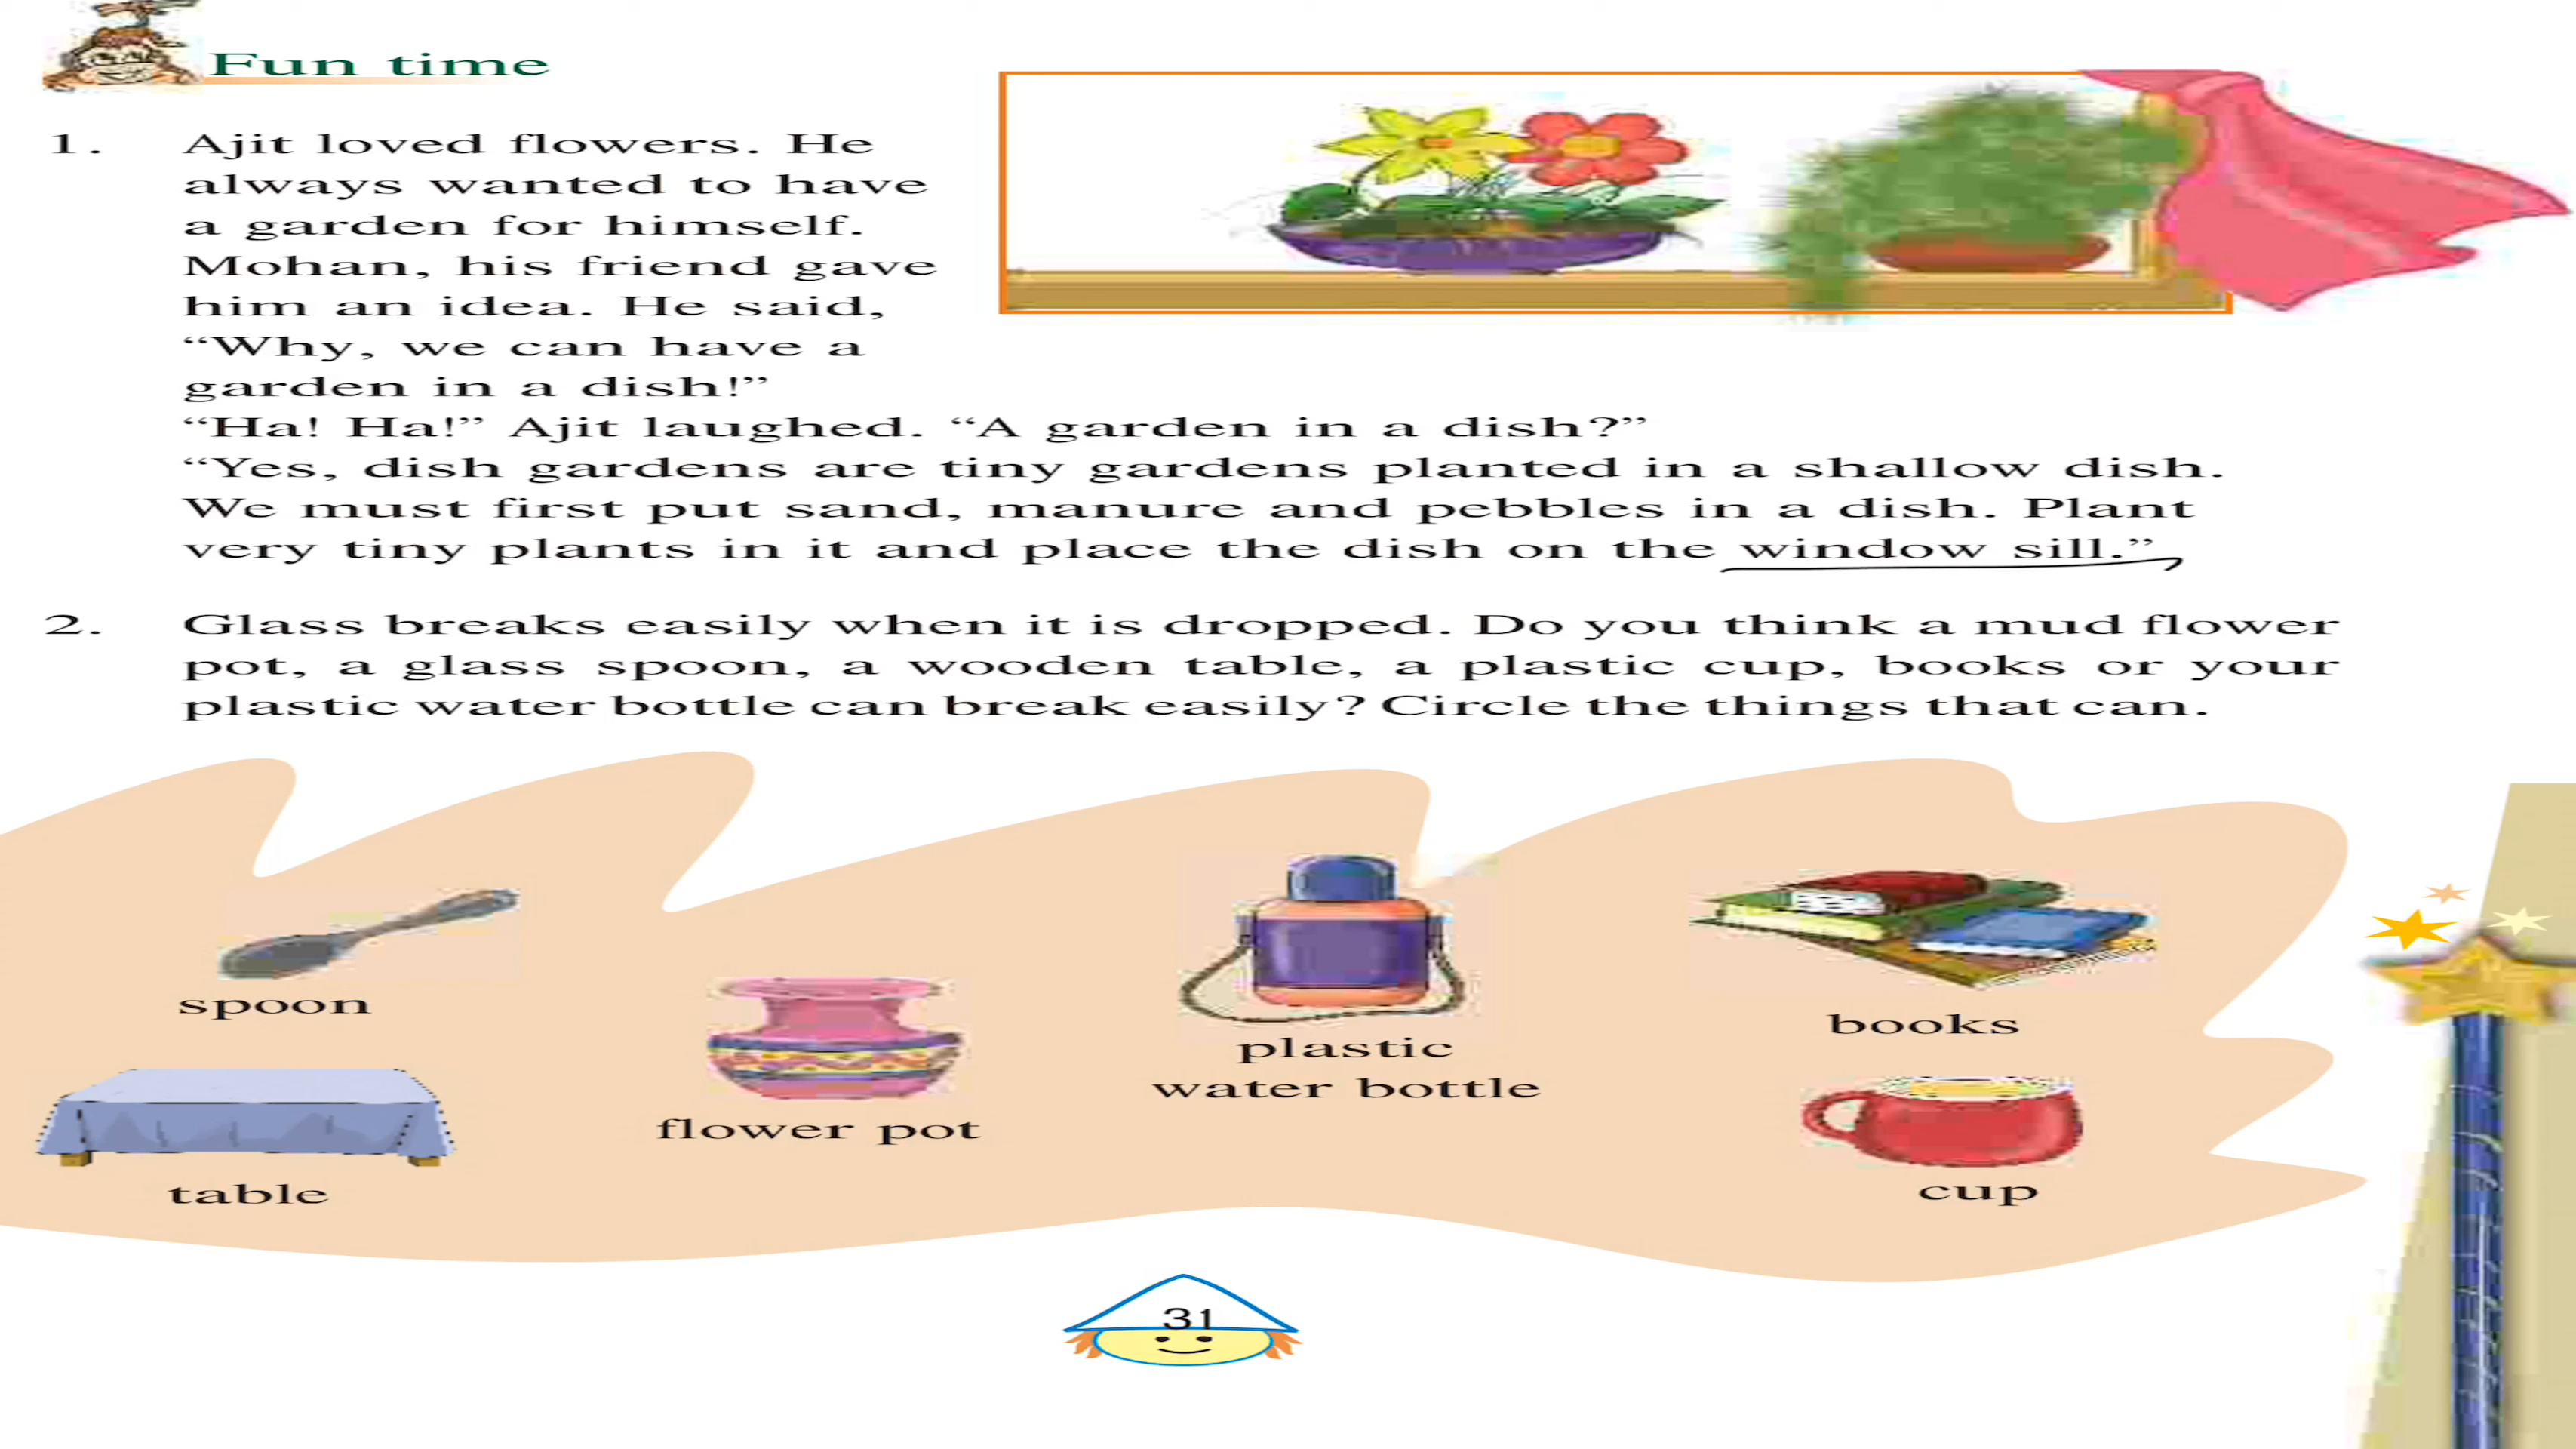 Fun time
1. Ajit loved flowers. He
always wanted to have
a garden for himself.
Mohan, his friend gave
him an idea. He said,
“Why, we can have a
garden in a dish!”
“Ha! Ha!” Ajit laughed. “A garden in a dish?”
“Yes, dish gardens are tiny gardens planted in a shallow dish.
We must first put sand, manure and pebbles in a dish. Plant
very tiny plants in it and place the dish on the window sill.”
2. Glass breaks easily when it is dropped. Do you think a mud flower
pot, a glass spoon, a wooden table, a plastic cup, books or your
plastic water bottle can break easily? Circle the things that can.
spoon
table
flower pot
plastic
water bottle
books
cup
31